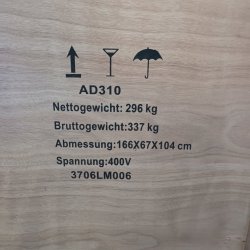 AD310
Nettogewicht: 296 kg
Bruttogewicht:337 kg
Abmessung:166X67X104 cm
Spannung:400V
3706LM006